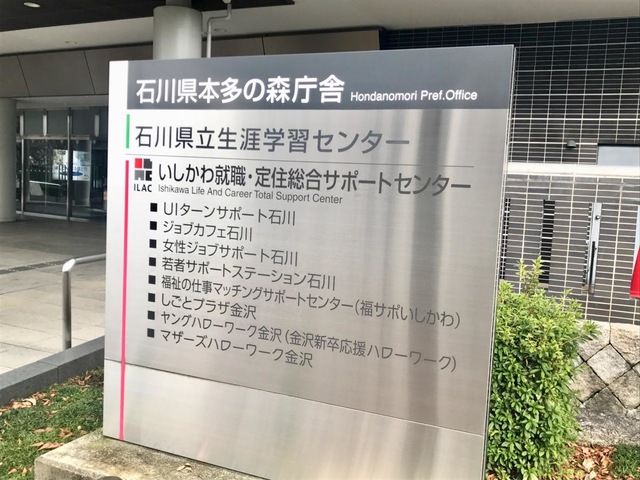 石川県本多の森庁舎 Hondanomori Pref.Office
石川県立生涯学習センター
ILAC いしかわ就職・定住総合サポートセンター
Ishikawa Life And Career Total Support Center
■ UIターンサポート石川
■ ジョブカフェ石川
■ 女性ジョブサポート石川
■ 若者サポートステーション石川
■ 福祉の仕事マッチングサポートセンター(福サポいしかわ)
■ しごとプラザ金沢
■ ヤングハローワーク金沢(金沢新卒応援ハローワーク)
■ マザーズハローワーク金沢